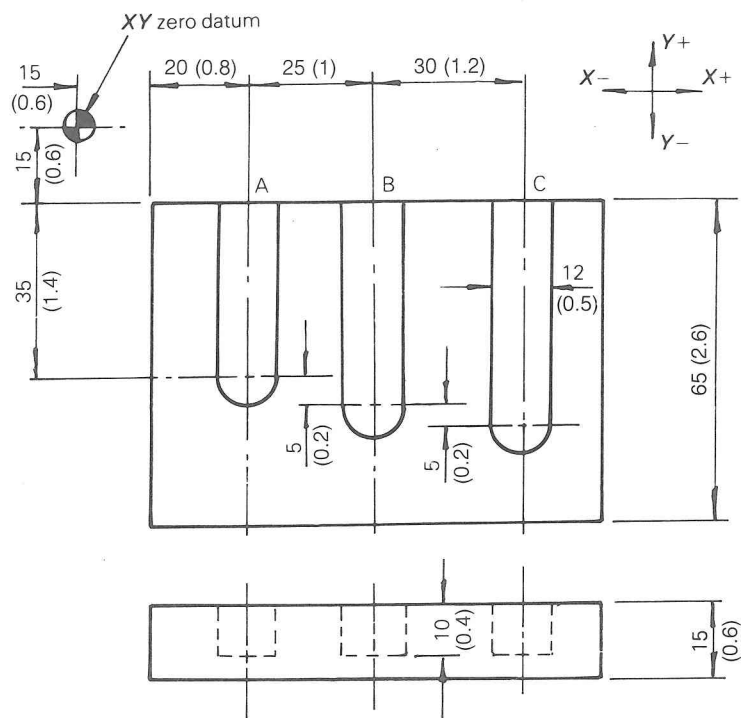 XY zero datum
15
(0.6)
20 (0.8)
25 (1)
30 (1.2)
Y+
X-
X+
Y-
15
(0.6)
A
B
C
35
(1.4)
12
(0.5)
65 (2.6)
5
(0.2)
5
(0.2)
10
(0.4)
15
(0.6)